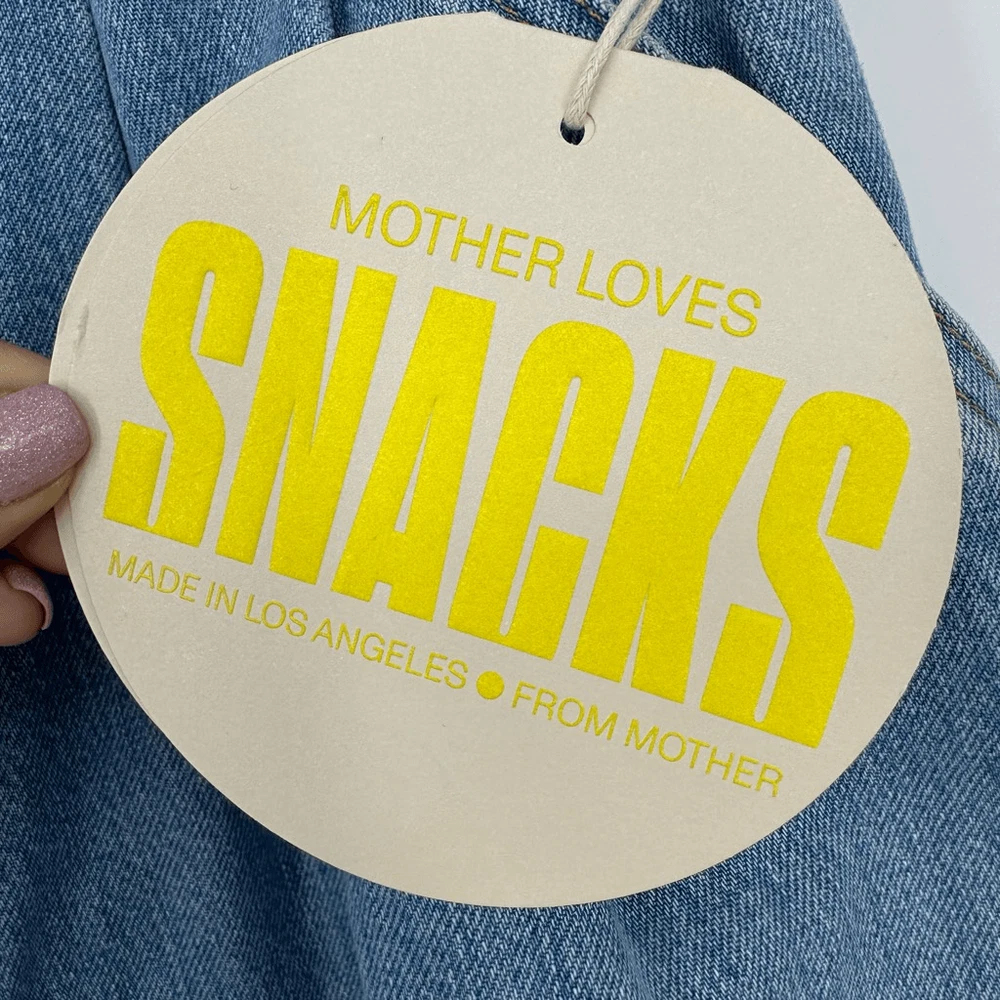 MOTHER LOVES
SNACKS
MADE IN LOS ANGELES ● FROM MOTHER